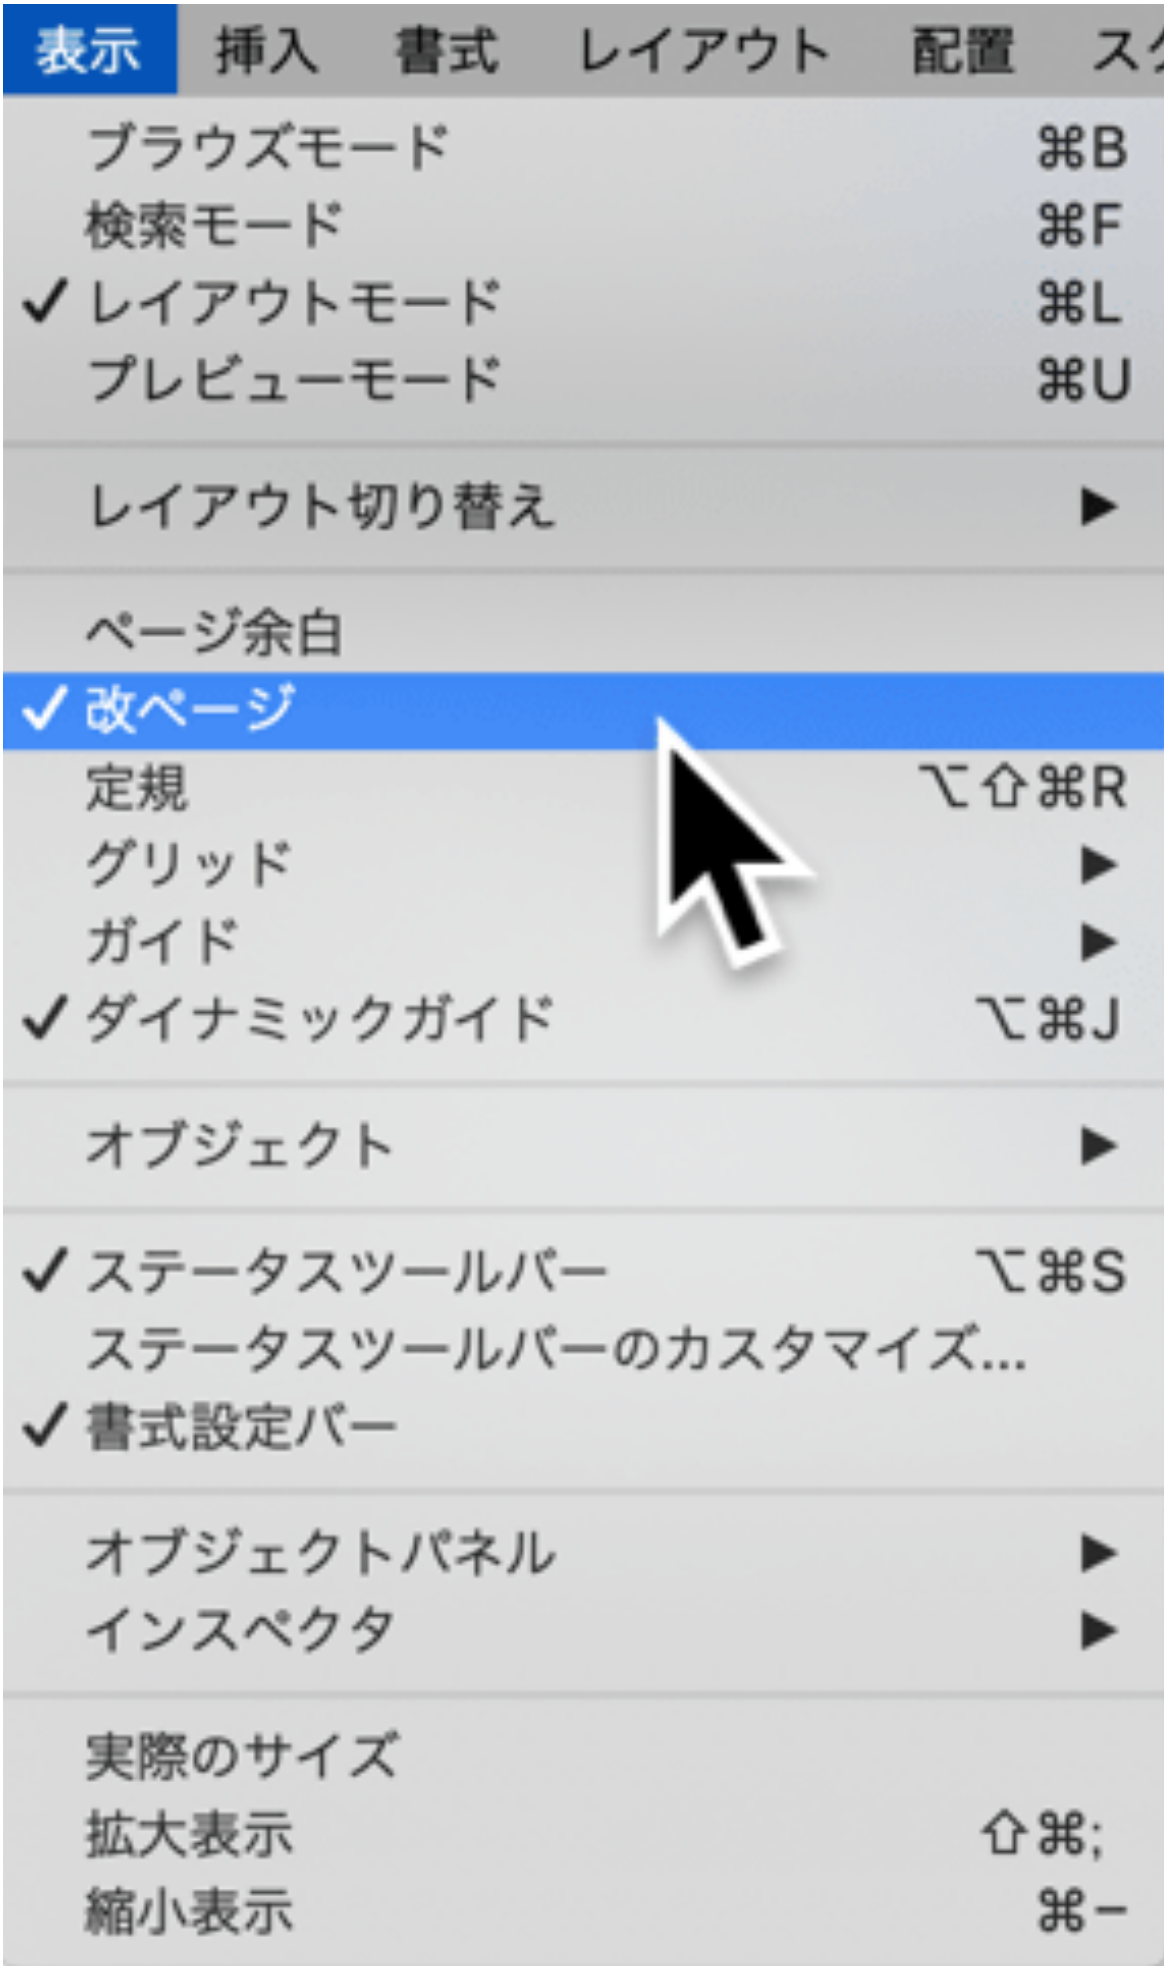 表示 挿入 書式 レイアウト 配置
ブラウズモード ⌘B
検索モード ⌘F
✓ レイアウトモード ⌘L
プレビューモード ⌘U
レイアウト切り替え ▶
ページ余白
✓ 改ページ
定規 ⌥⇧⌘R
グリッド ▶
ガイド ▶
✓ ダイナミックガイド ⌥⌘J
オブジェクト ▶
✓ ステータスツールバー ⌥⌘S
ステータスツールバーのカスタマイズ...
✓ 書式設定バー
オブジェクトパネル ▶
インスペクタ ▶
実際のサイズ
拡大表示 ⇧⌘;
縮小表示 ⌘−